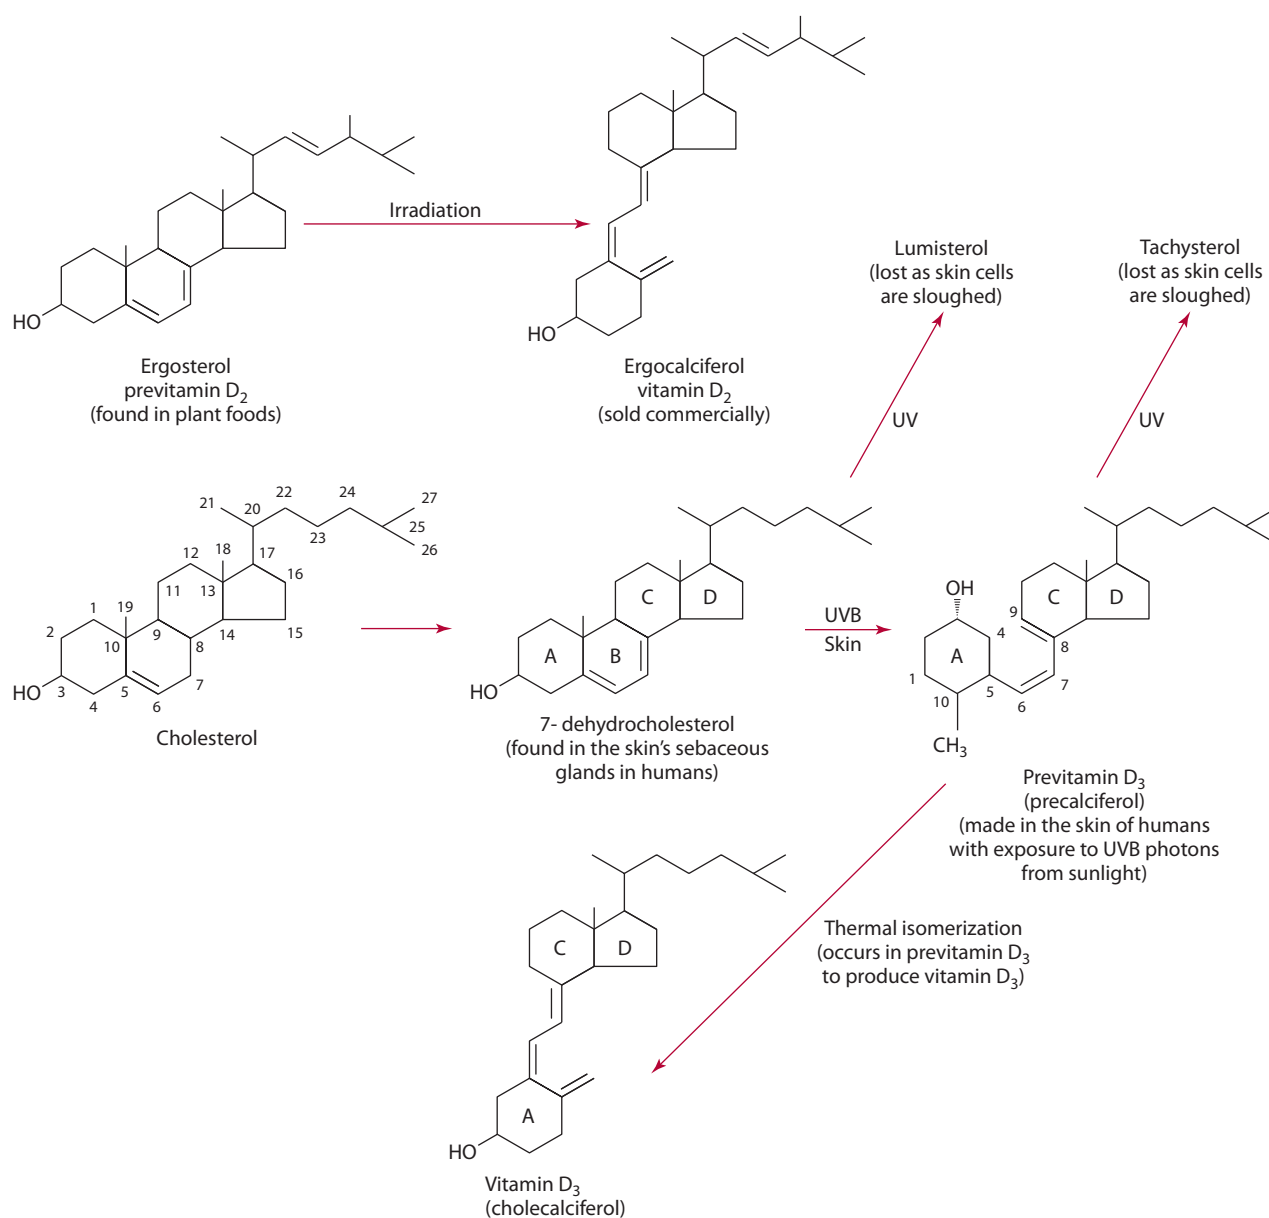 Irradiation
HO
Ergosterol
previtamin D2
(found in plant foods)
HO
Ergocalciferol
vitamin D2
(sold commercially)
Lumisterol
(lost as skin cells
are sloughed)
Tachysterol
(lost as skin cells
are sloughed)
UV
UV
21
20
22
24
27
23
25
26
12
18
17
11
13
16
1
19
2
10
9
14
15
8
HO
3
5
7
4
6
Cholesterol
C
D
A
B
HO
7- dehydrocholesterol
(found in the skin's sebaceous
glands in humans)
UVB
Skin
OH
C
D
9
4
8
A
1
5
7
10
6
CH3
Previtamin D3
(precalciferol)
(made in the skin of humans
with exposure to UVB photons
from sunlight)
Thermal isomerization
(occurs in previtamin D3
to produce vitamin D3)
C
D
A
HO
Vitamin D3
(cholecalciferol)